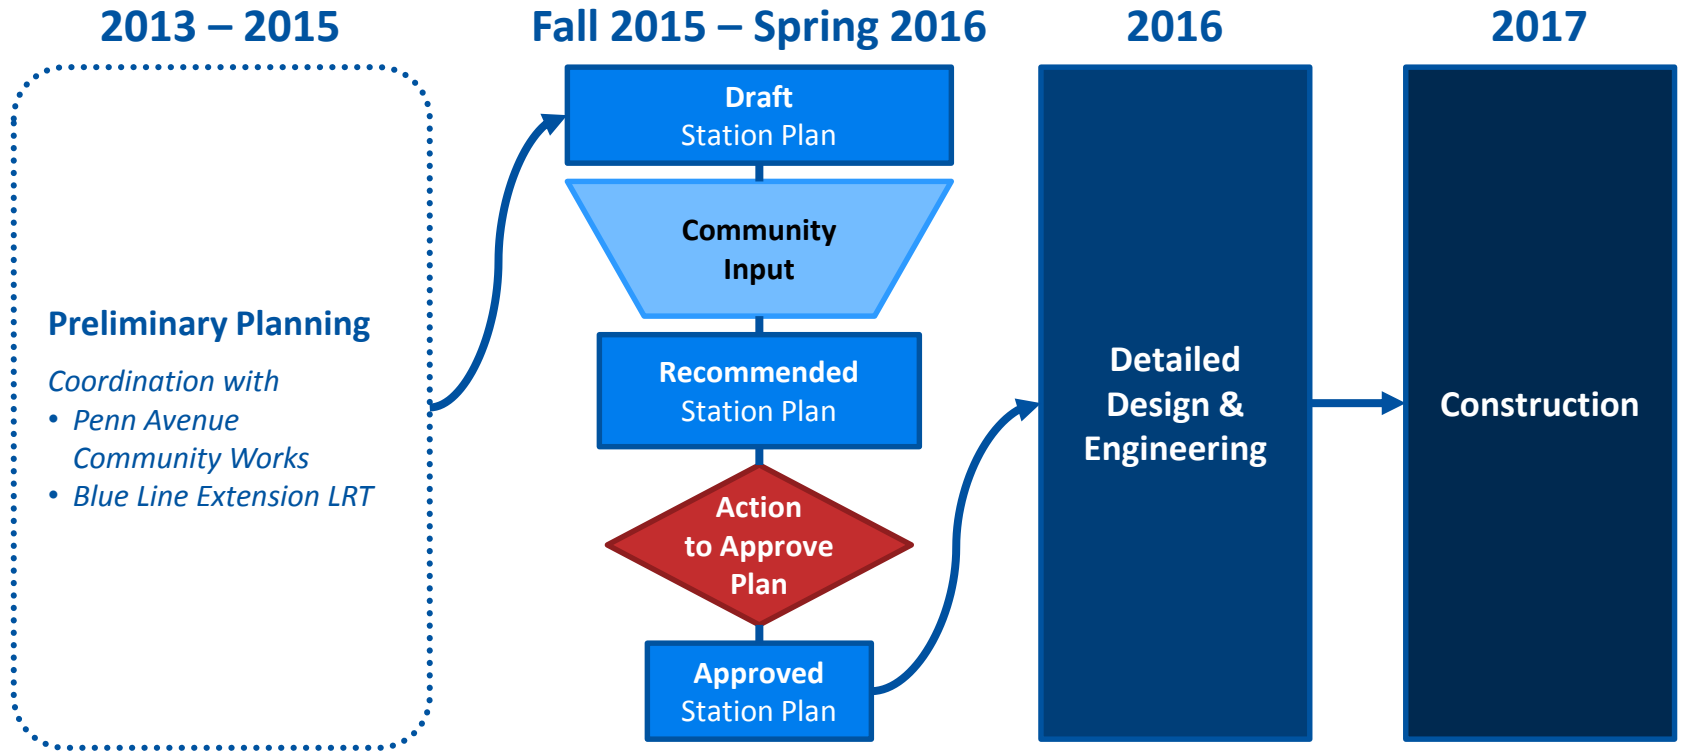 2013 – 2015
Fall 2015 – Spring 2016
2016
2017
Preliminary Planning
Coordination with
• Penn Avenue
Community Works
• Blue Line Extension LRT
Draft
Station Plan
Community
Input
Recommended
Station Plan
Action
to Approve
Plan
Approved
Station Plan
Detailed
Design &
Engineering
Construction